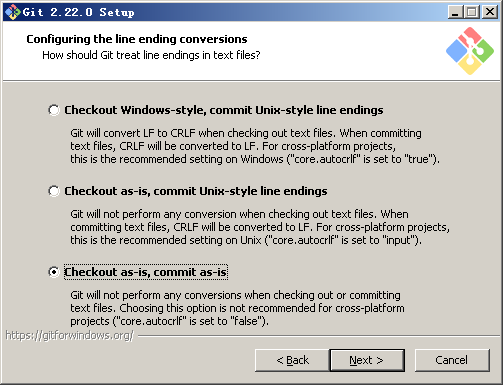 Git 2.22.0 Setup
Configuring the line ending conversions
How should Git treat line endings in text files?
Checkout Windows-style, commit Unix-style line endings
Git will convert LF to CRLF when checking out text files. When committing
text files, CRLF will be converted to LF. For cross-platform projects,
this is the recommended setting on Windows ("core.autocrlf" is set to "true").
Checkout as-is, commit Unix-style line endings
Git will not perform any conversion when checking out text files. When
committing text files, CRLF will be converted to LF. For cross-platform projects,
this is the recommended setting on Unix ("core.autocrlf" is set to "input").
Checkout as-is, commit as-is
Git will not perform any conversions when checking out or committing
text files. Choosing this option is not recommended for cross-platform
projects ("core.autocrlf" is set to "false").
https://gitforwindows.org/
< Back Next > Cancel